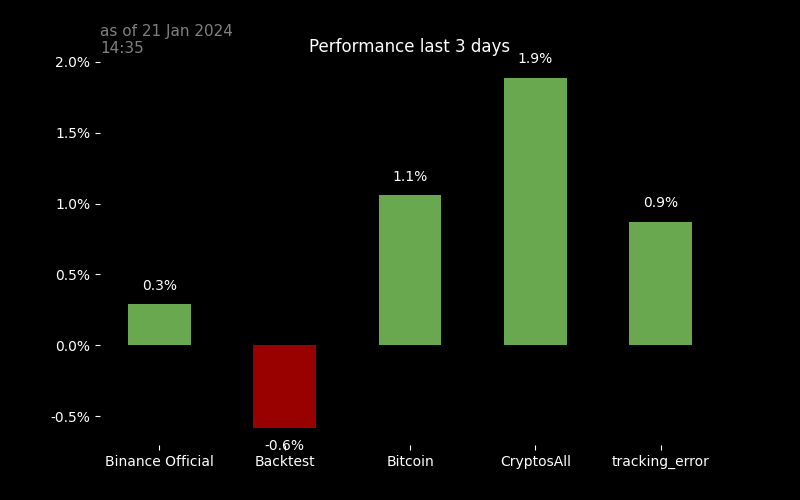 as of 21 Jan 2024
14:35
Performance last 3 days
2.0%
1.5%
1.0%
0.5%
0.0%
-0.5%
0.3%
-0.6%
1.1%
1.9%
0.9%
Binance Official
Backtest
Bitcoin
CryptosAll
tracking_error